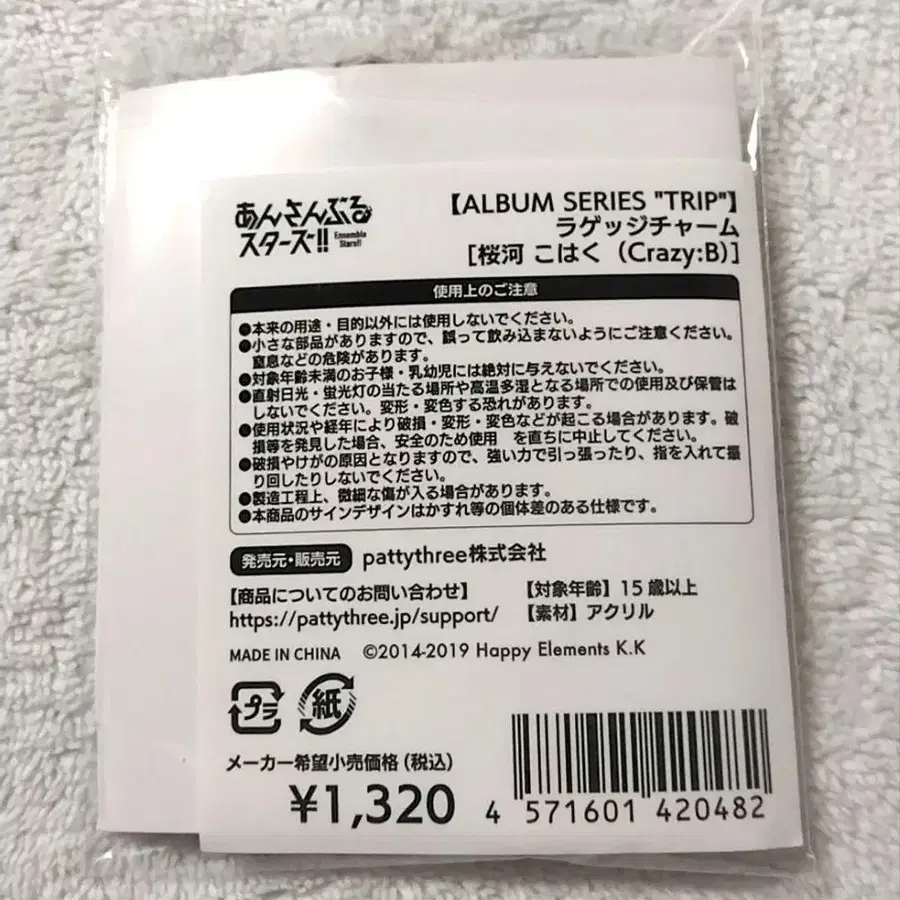 あんさんぶる
スターズ!!
Ensemble
Stars!!
【ALBUM SERIES "TRIP"】
ラゲッジチャーム
[桜河 こはく（Crazy:B）]
使用上のご注意
●本来の用途・目的以外には使用しないでください。
●小さな部品がありますので、誤って飲み込まないようにご注意ください。
窒息などの危険があります。
●対象年齢未満のお子様・乳幼児には絶対に与えないでください。
●直射日光・蛍光灯の当たる場所や高温多湿となる場所での使用及び保管は
しないでください。変形・変色する恐れがあります。
●使用状況や経年により破損・変形・変色などが起こる場合があります。破
損等を発見した場合、安全のため使用　を直ちに中止してください。
●破損やけがの原因となりますので、強い力で引っ張ったり、指を入れて振
り回したりしないでください。
●製造工程上、微細な傷が入る場合があります。
●本商品のサインデザインはかすれ等の個体差のある仕様です。
発売元・販売元 pattythree株式会社
【商品についてのお問い合わせ】 【対象年齢】15歳以上
https://pattythree.jp/support/ 【素材】アクリル
MADE IN CHINA ©2014-2019 Happy Elements K.K
プラ 紙
メーカー希望小売価格（税込）
¥1,320
4 571601 420482